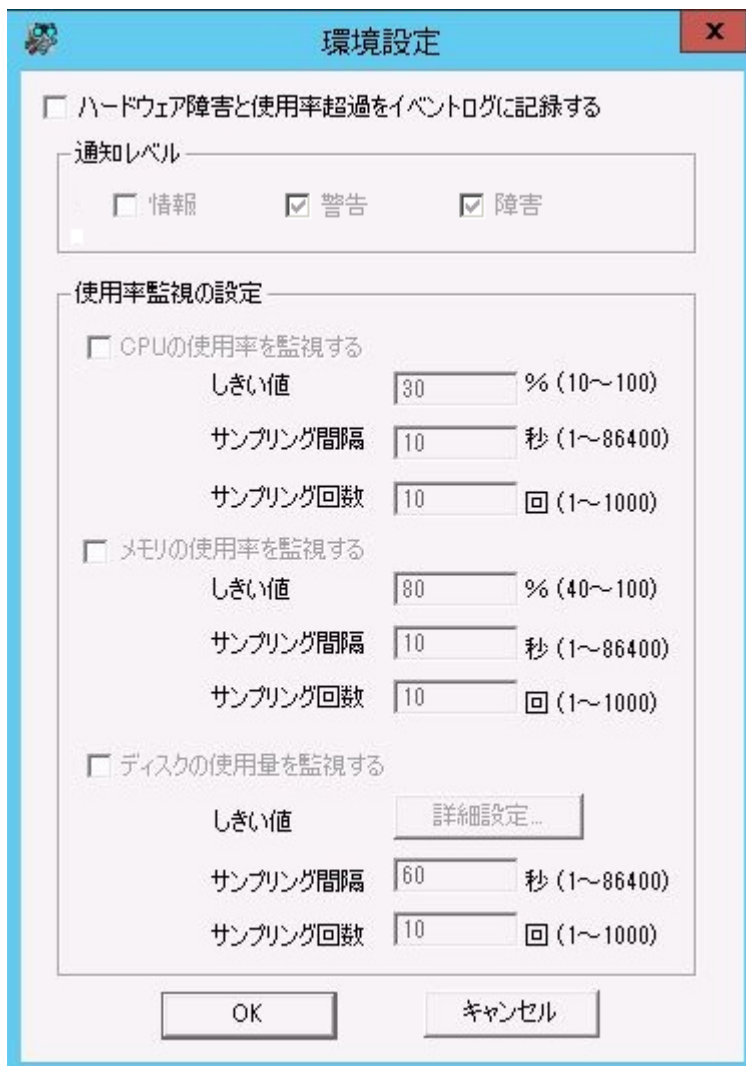 環境設定
ハードウェア障害と使用率超過をイベントログに記録する
通知レベル
情報 警告 障害
使用率監視の設定
CPUの使用率を監視する
しきい値 30 % (10～100)
サンプリング間隔 10 秒 (1～86400)
サンプリング回数 10 回 (1～1000)
メモリの使用率を監視する
しきい値 80 % (40～100)
サンプリング間隔 10 秒 (1～86400)
サンプリング回数 10 回 (1～1000)
ディスクの使用量を監視する
しきい値 詳細設定...
サンプリング間隔 60 秒 (1～86400)
サンプリング回数 10 回 (1～1000)
OK キャンセル